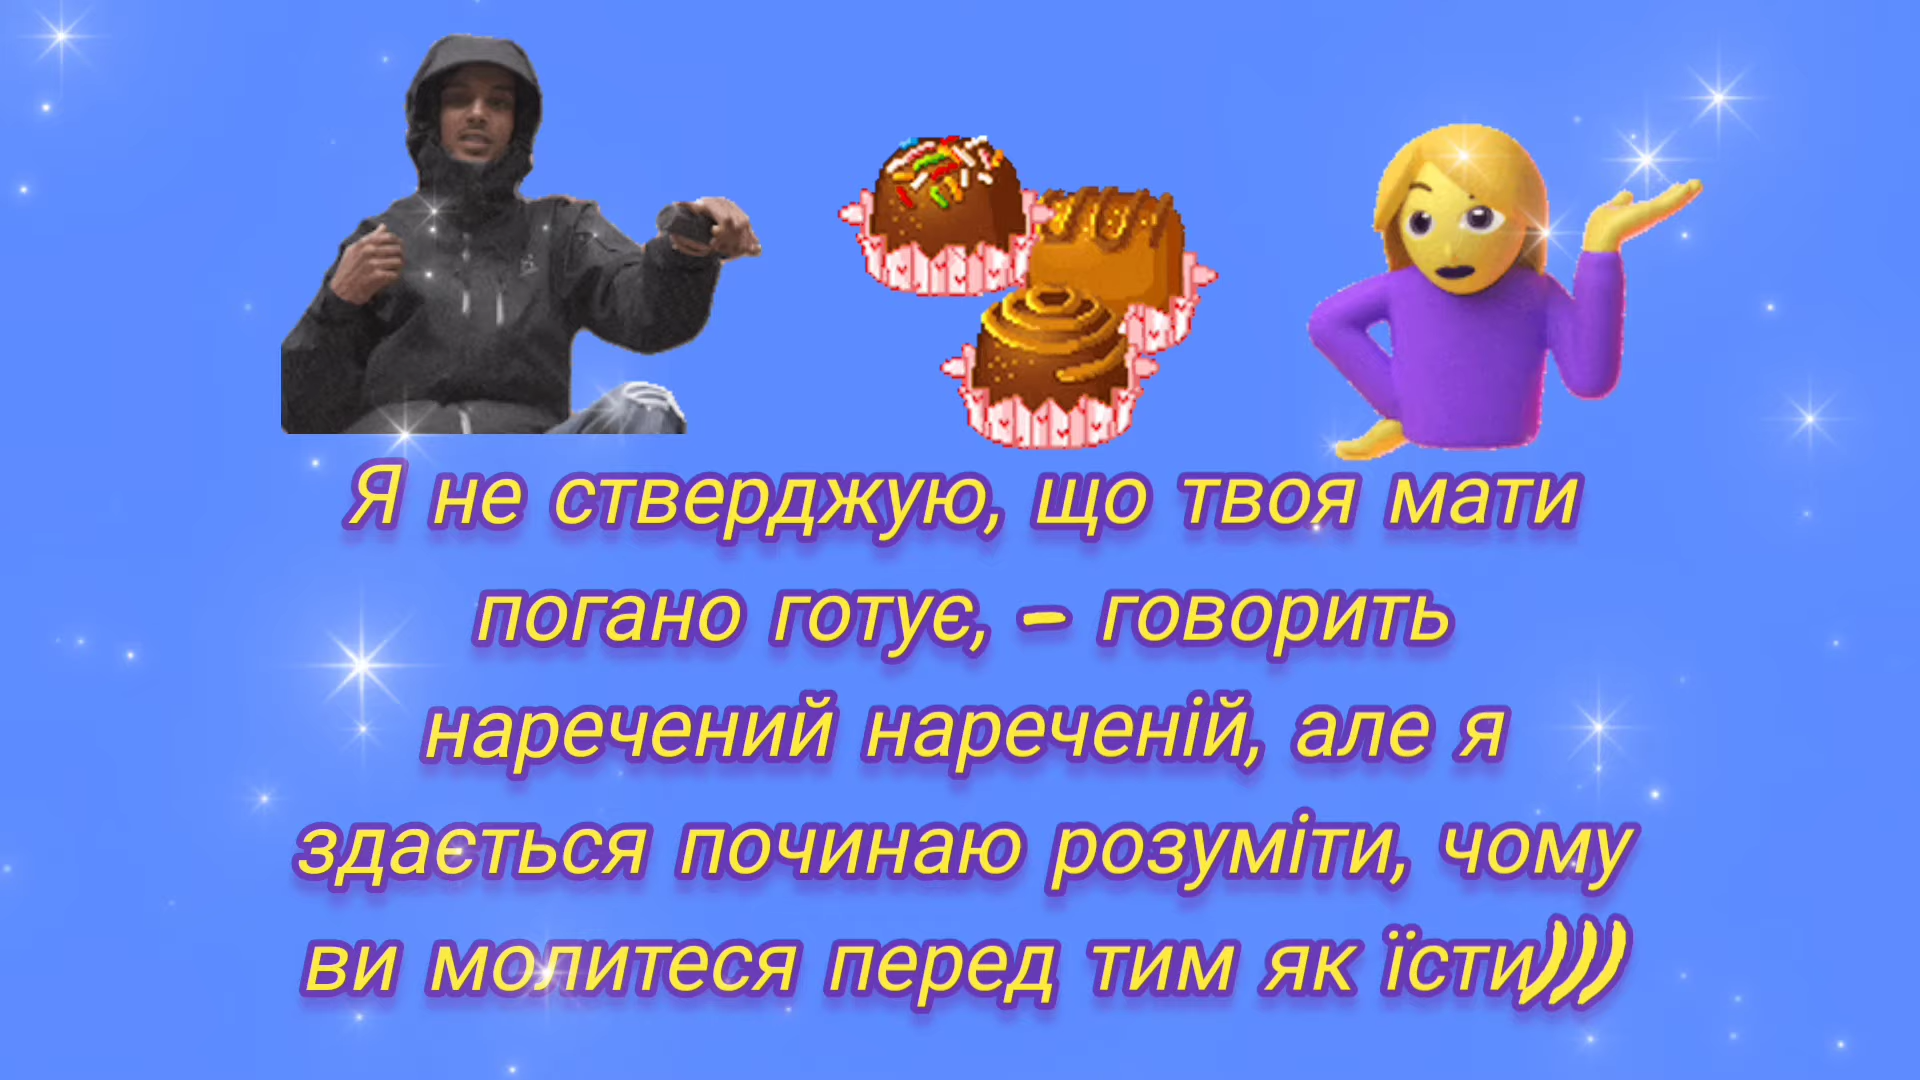 Я не стверджую, що твоя мати
погано готує, – говорить
наречений нареченій, але я
здається починаю розуміти, чому
ви молитеся перед тим як їсти)))